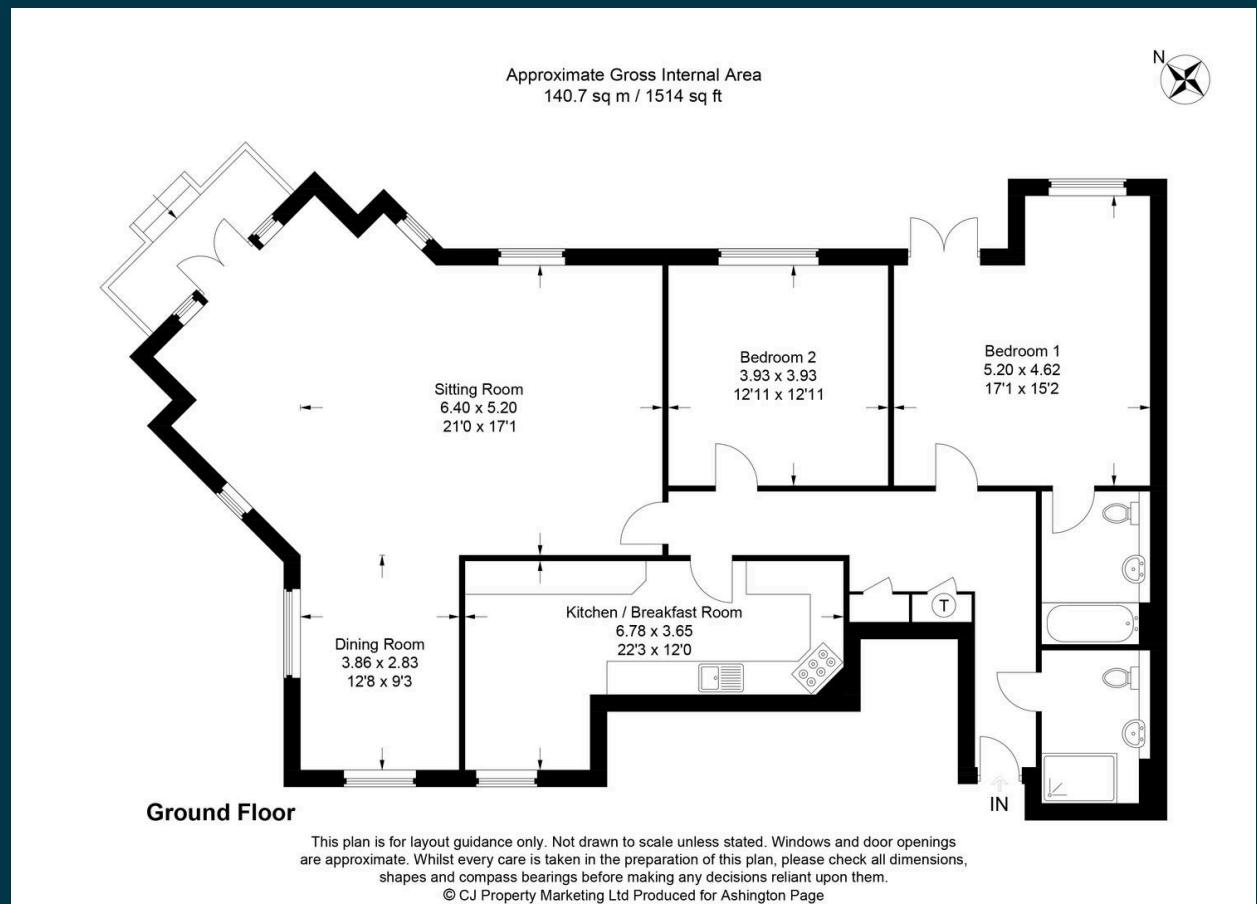 Approximate Gross Internal Area
140.7 sq m / 1514 sq ft
N
Sitting Room
6.40 x 5.20
21'0 x 17'1
Bedroom 2
3.93 x 3.93
12'11 x 12'11
Bedroom 1
5.20 x 4.62
17'1 x 15'2
Kitchen / Breakfast Room
6.78 x 3.65
22'3 x 12'0
T
Dining Room
3.86 x 2.83
12'8 x 9'3
IN
Ground Floor
This plan is for layout guidance only. Not drawn to scale unless stated. Windows and door openings
are approximate. Whilst every care is taken in the preparation of this plan, please check all dimensions,
shapes and compass bearings before making any decisions reliant upon them.
© CJ Property Marketing Ltd Produced for Ashington Page